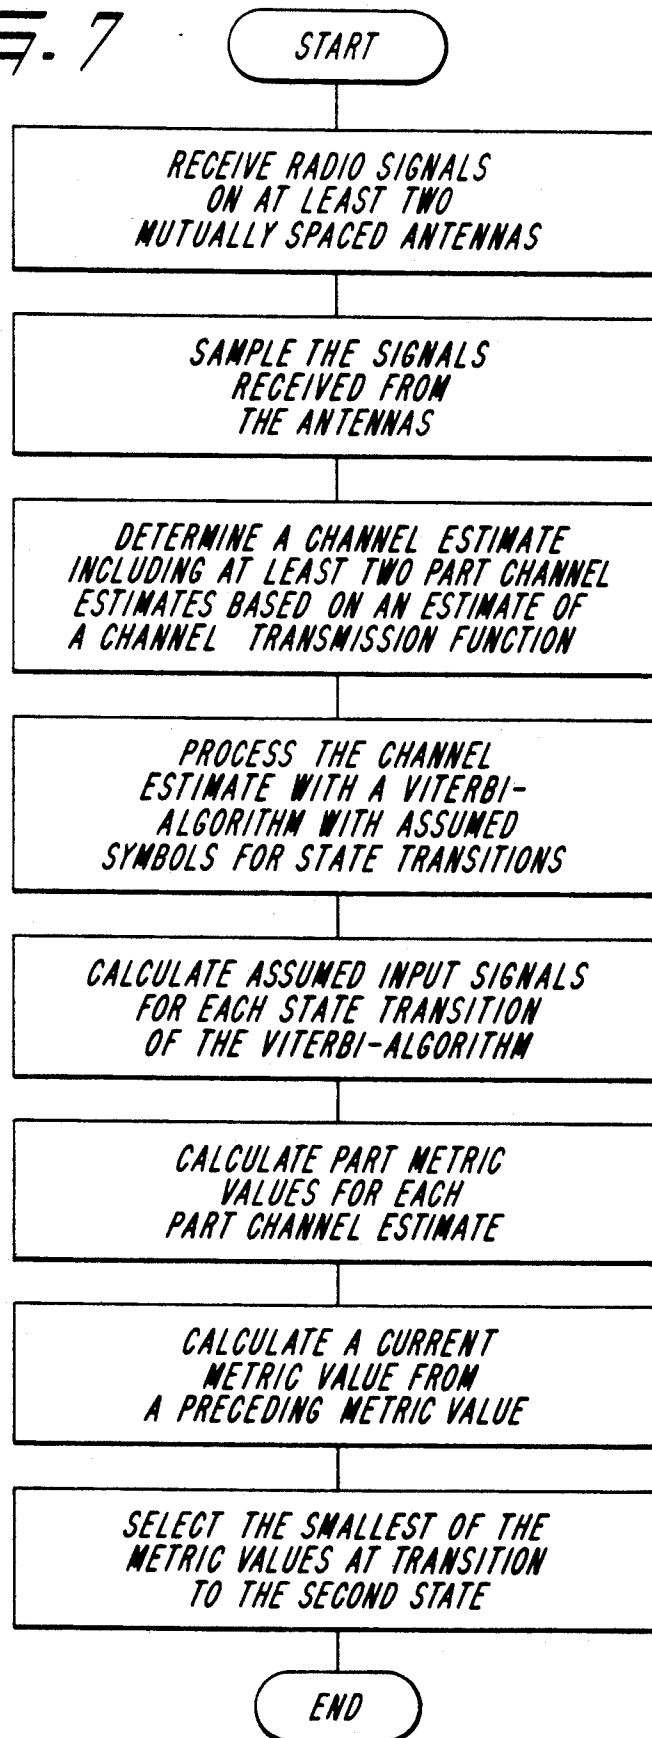 . 7
START
RECEIVE RADIO SIGNALS
ON AT LEAST TWO
MUTUALLY SPACED ANTENNAS
SAMPLE THE SIGNALS
RECEIVED FROM
THE ANTENNAS
DETERMINE A CHANNEL ESTIMATE
INCLUDING AT LEAST TWO PART CHANNEL
ESTIMATES BASED ON AN ESTIMATE OF
A CHANNEL TRANSMISSION FUNCTION
PROCESS THE CHANNEL
ESTIMATE WITH A VITERBI-
ALGORITHM WITH ASSUMED
SYMBOLS FOR STATE TRANSITIONS
CALCULATE ASSUMED INPUT SIGNALS
FOR EACH STATE TRANSITION
OF THE VITERBI-ALGORITHM
CALCULATE PART METRIC
VALUES FOR EACH
PART CHANNEL ESTIMATE
CALCULATE A CURRENT
METRIC VALUE FROM
A PRECEDING METRIC VALUE
SELECT THE SMALLEST OF THE
METRIC VALUES AT TRANSITION
TO THE SECOND STATE
END